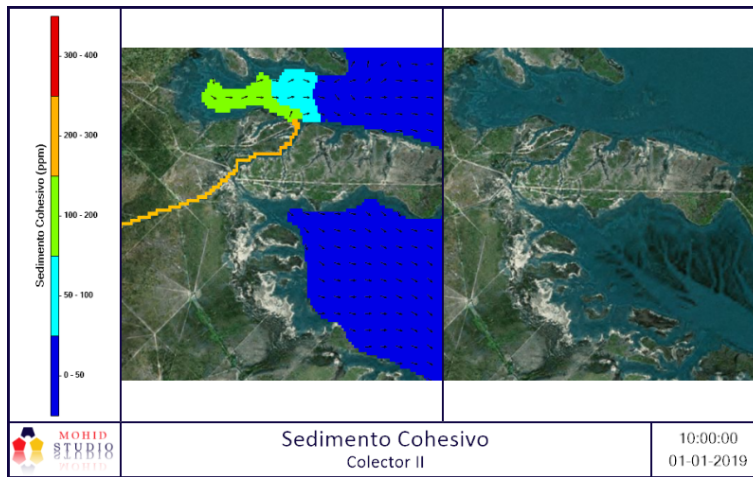 Sedimento Cohesivo (ppm)
300 - 400
200 - 300
100 - 200
50 - 100
0 - 50
MOHID
STUDIO
Sedimento Cohesivo
Colector II
10:00:00
01-01-2019